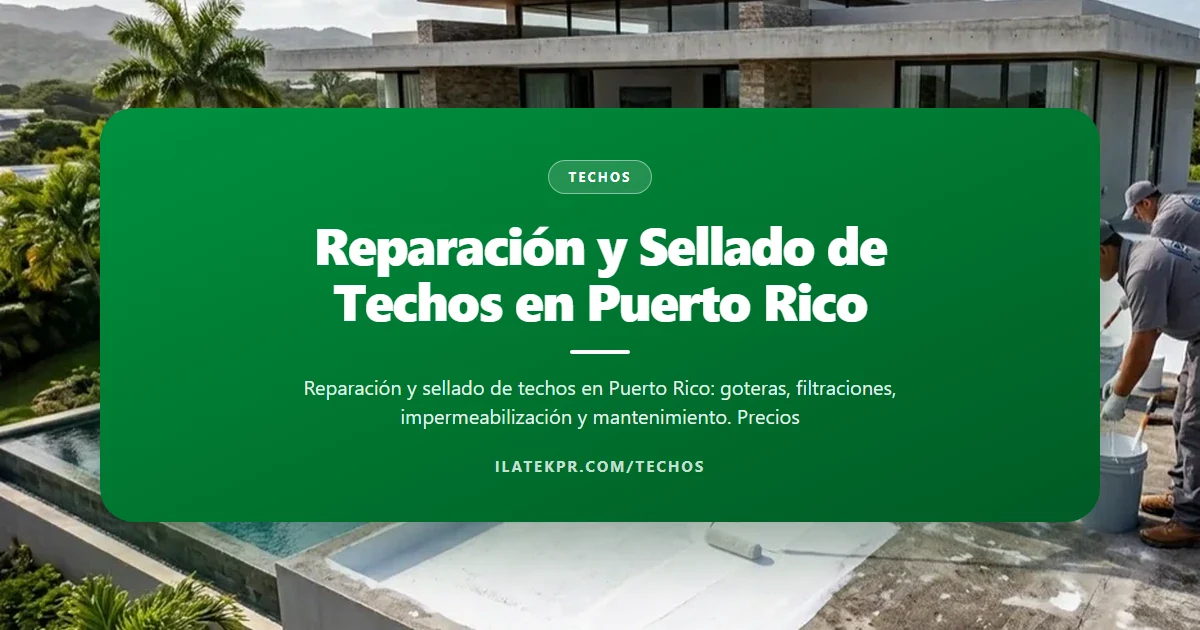 TECHOS
Reparación y Sellado de
Techos en Puerto Rico
Reparación y sellado de techos en Puerto Rico: goteras, filtraciones,
impermeabilización y mantenimiento. Precios
ILATEKPR.COM/TECHOS